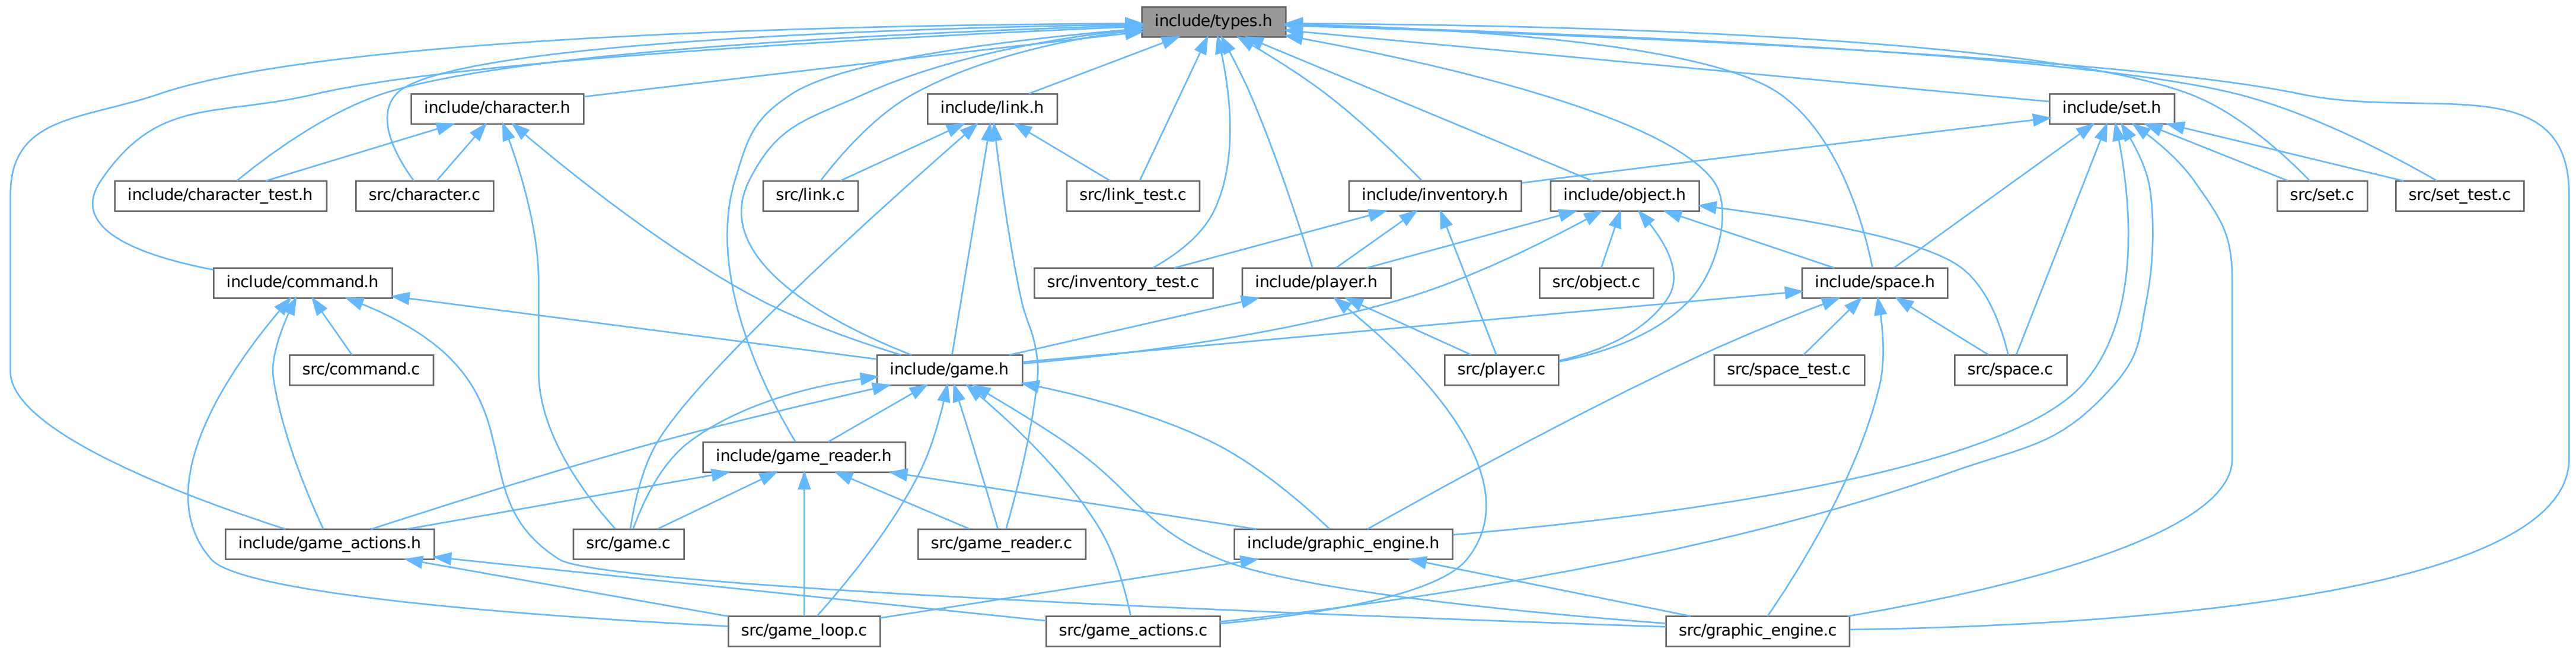 include/types.h
include/character.h
include/link.h
include/set.h
include/character_test.h
src/character.c
src/link.c
src/link_test.c
include/inventory.h
include/object.h
src/set.c
src/set_test.c
include/command.h
src/inventory_test.c
include/player.h
src/object.c
include/space.h
src/command.c
include/game.h
src/player.c
src/space_test.c
src/space.c
include/game_reader.h
include/game_actions.h
src/game.c
src/game_reader.c
include/graphic_engine.h
src/game_loop.c
src/game_actions.c
src/graphic_engine.c